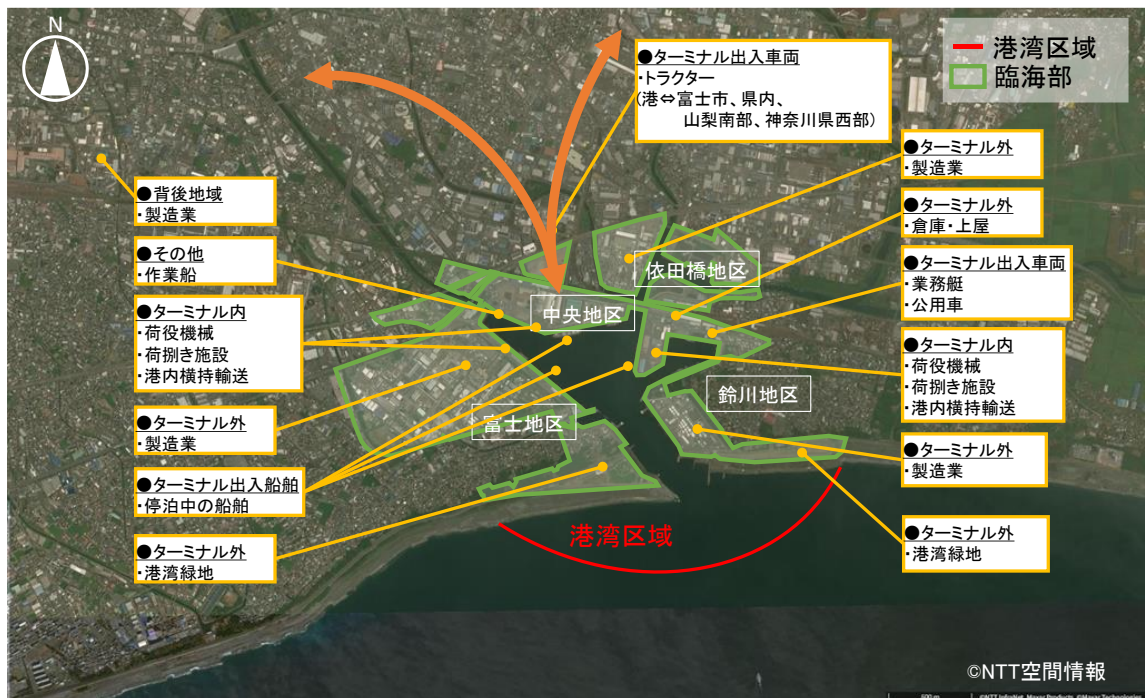 N
港湾区域
臨海部
●ターミナル出入車両
・トラクター
(港⇔富士市、県内、
山梨南部、神奈川県西部)
●ターミナル外
・製造業
●背後地域
・製造業
●ターミナル外
・倉庫・上屋
●その他
・作業船
依田橋地区
●ターミナル出入車両
・業務艇
・公用車
中央地区
●ターミナル内
・荷役機械
・荷捌き施設
・港内横持輸送
●ターミナル内
・荷役機械
・荷捌き施設
・港内横持輸送
鈴川地区
●ターミナル外
・製造業
富士地区
●ターミナル外
・製造業
●ターミナル出入船舶
・停泊中の船舶
港湾区域
●ターミナル外
・港湾緑地
●ターミナル外
・港湾緑地
©NTT空間情報